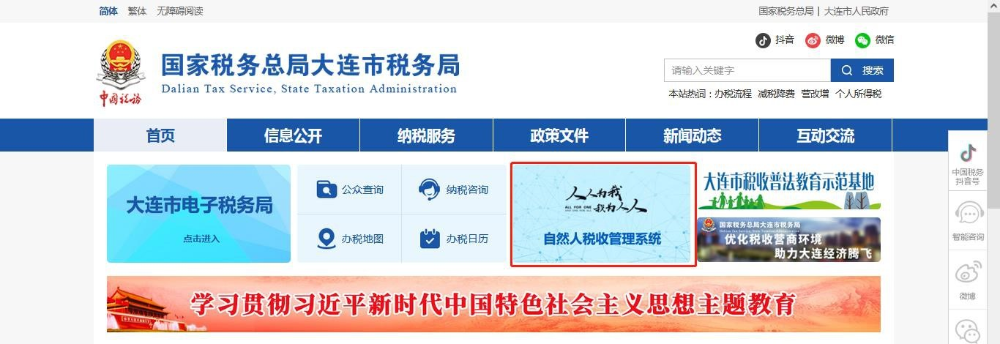 简体 繁体 无障碍阅读
国家税务总局 | 大连市人民政府
抖音 微博 微信
中国税务
国家税务总局大连市税务局
Dalian Tax Service, State Taxation Administration
请输入关键字 搜索
本站热词：办税流程 减税降费 营改增 个人所得税
首页 信息公开 纳税服务 政策文件 新闻动态 互动交流
大连市电子税务局
点击进入
公众查询 纳税咨询
办税地图 办税日历
人人为我
ALL FOR ONE 我为人人
AND ONE FOR ALL
自然人税收管理系统
大连市税收普法教育示范基地
国家税务总局大连市税务局
Dalian Tax Service, State Taxation Administration
优化税收营商环境
助力大连经济腾飞
学习贯彻习近平新时代中国特色社会主义思想主题教育
中国税务
抖音号
智能咨询
微博